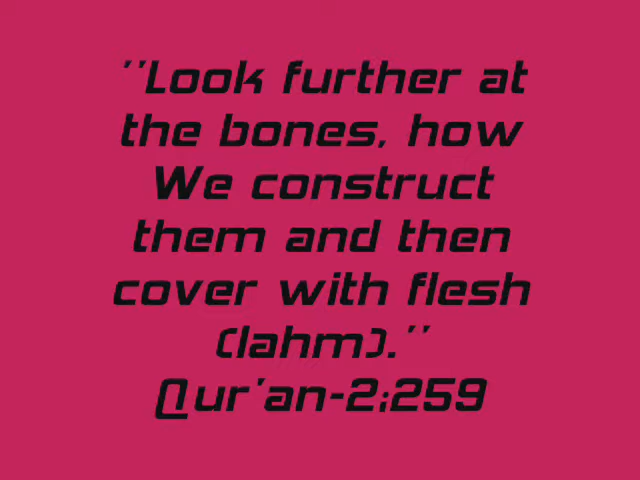 "Look further at
the bones, how
We construct
them and then
cover with flesh
(lahm)."
Qur'an-2:259